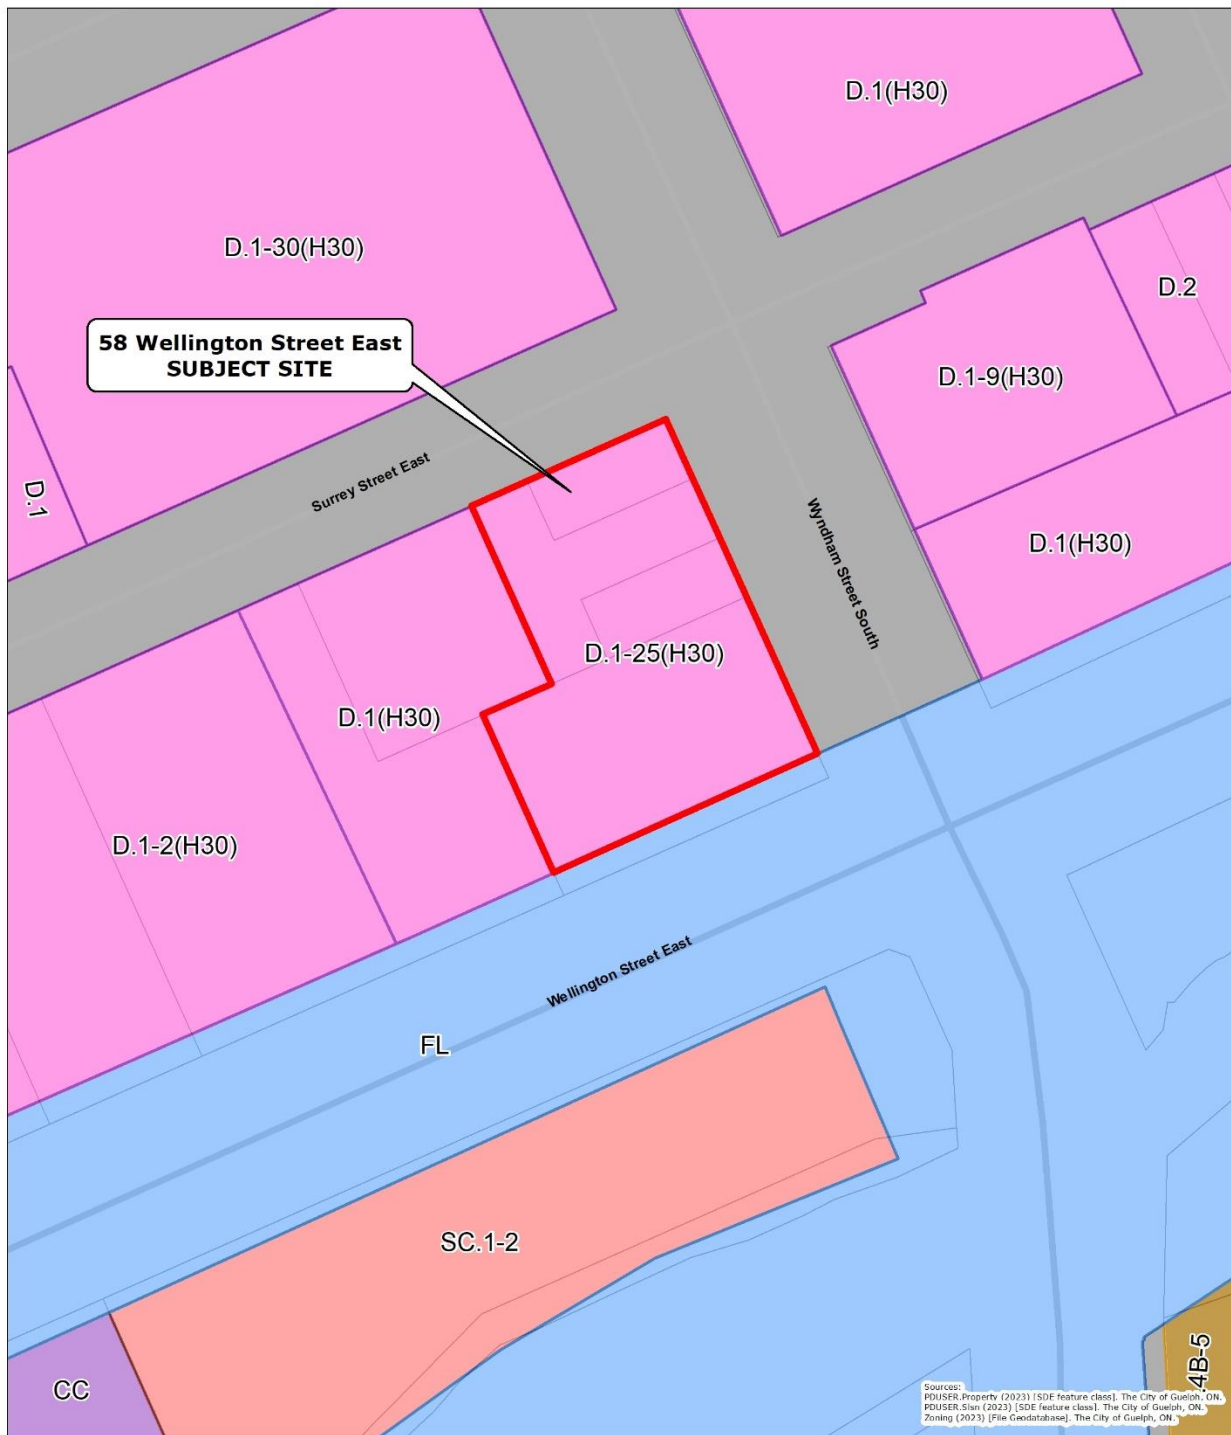 D.1(H30)
D.1-30(H30)
D.2
58 Wellington Street East
SUBJECT SITE
D.1-9(H30)
Surrey Street East
D.1
Wyndham Street South
D.1(H30)
D.1-25(H30)
D.1(H30)
D.1-2(H30)
Wellington Street East
FL
SC.1-2
.4B-5
CC
Sources:
PDUSER.Property (2023) [SDE feature class]. The City of Guelph, ON.
PDUSER.Slsn (2023) [SDE feature class]. The City of Guelph, ON.
Zoning (2023) [File Geodatabase]. The City of Guelph, ON.